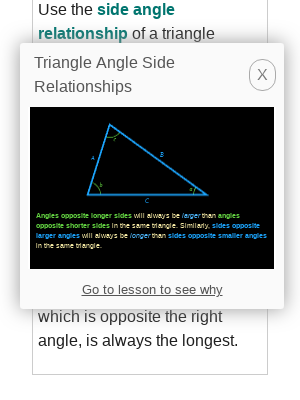 Use the side angle
relationship of a triangle
Triangle Angle Side
Relationships
X
A
B
C
Angles opposite longer sides will always be larger than angles
opposite shorter sides in the same triangle. Similarly, sides opposite
larger angles will always be longer than sides opposite smaller angles
in the same triangle.
Go to lesson to see why
which is opposite the right
angle, is always the longest.